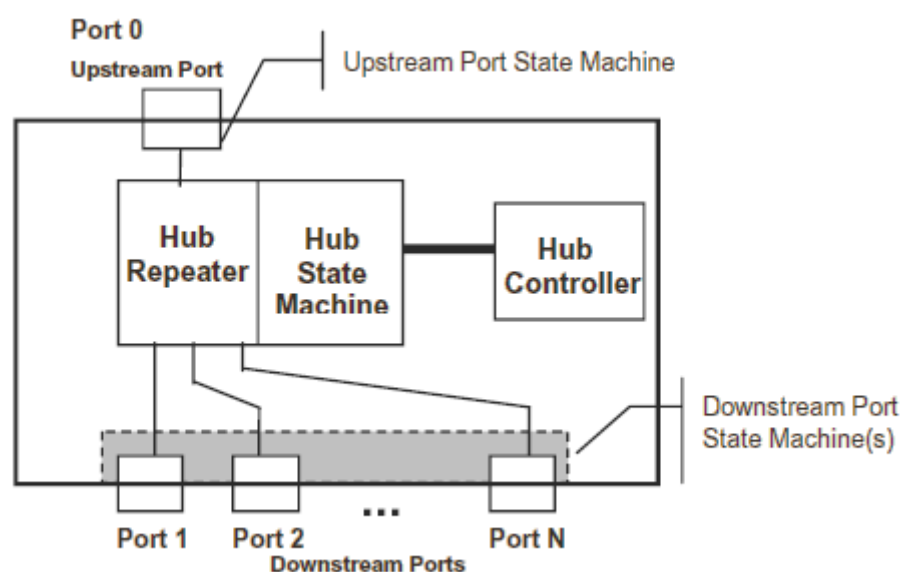 Port 0
Upstream Port
Upstream Port State Machine
Hub
Repeater
Hub
State
Machine
Hub
Controller
Downstream Port
State Machine(s)
Port 1
Port 2
...
Port N
Downstream Ports